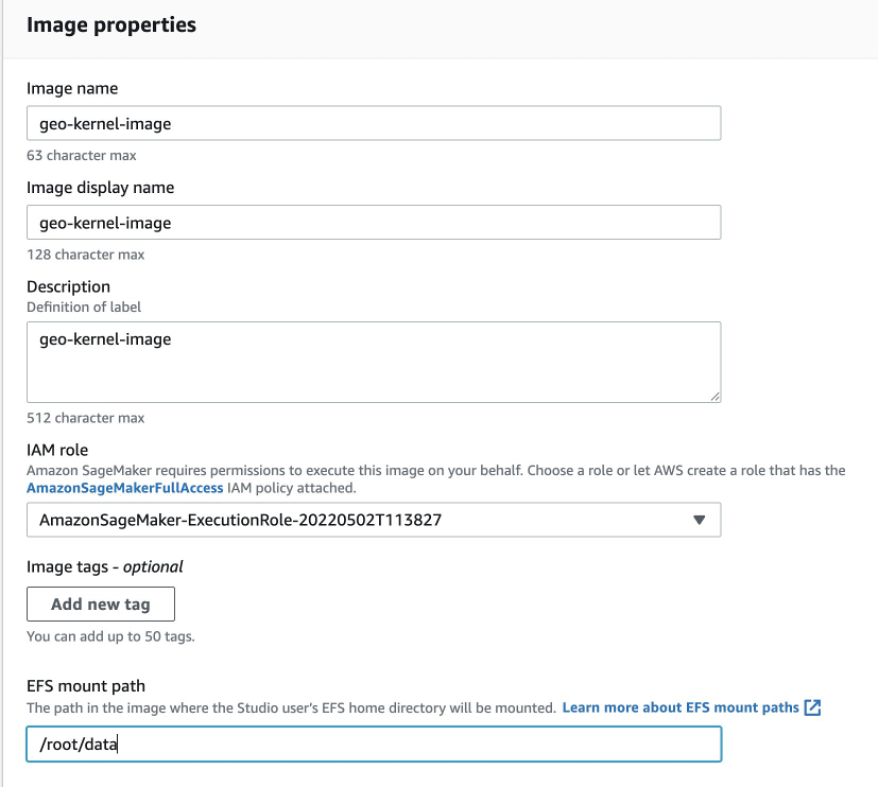 Image properties
Image name
geo-kernel-image
63 character max
Image display name
geo-kernel-image
128 character max
Description
Definition of label
geo-kernel-image
512 character max
IAM role
Amazon SageMaker requires permissions to execute this image on your behalf. Choose a role or let AWS create a role that has the
AmazonSageMakerFullAccess IAM policy attached.
AmazonSageMaker-ExecutionRole-20220502T113827
Image tags - optional
Add new tag
You can add up to 50 tags.
EFS mount path
The path in the image where the Studio user's EFS home directory will be mounted. Learn more about EFS mount paths
/root/data